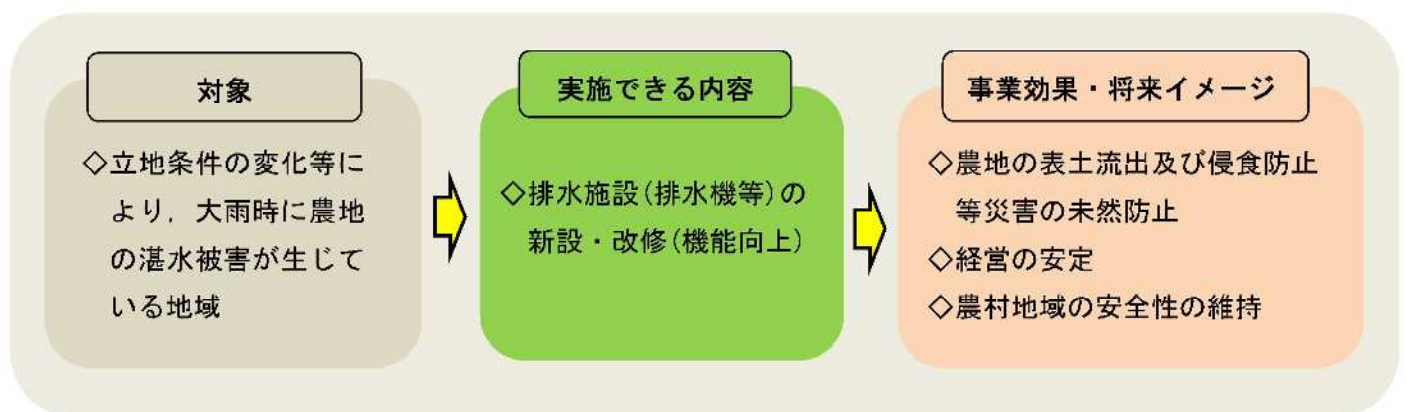 対象
◇立地条件の変化等に
より，大雨時に農地
の湛水被害が生じて
いる地域
実施できる内容
◇排水施設(排水機等)の
新設・改修(機能向上)
事業効果・将来イメージ
◇農地の表土流出及び侵食防止
等災害の未然防止
◇経営の安定
◇農村地域の安全性の維持